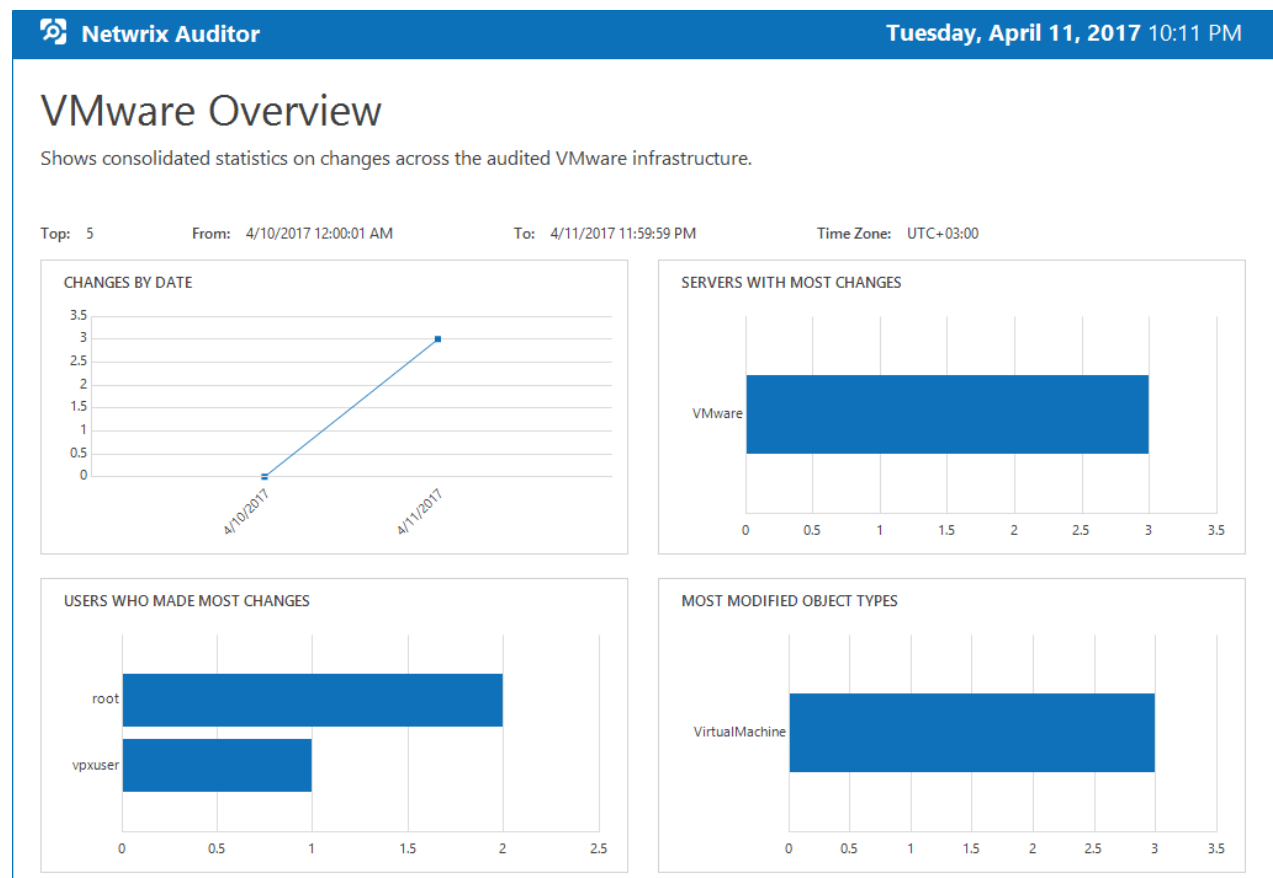 Netwrix Auditor
Tuesday, April 11, 2017 10:11 PM
VMware Overview
Shows consolidated statistics on changes across the audited VMware infrastructure.
Top: 5 From: 4/10/2017 12:00:01 AM To: 4/11/2017 11:59:59 PM Time Zone: UTC+03:00
CHANGES BY DATE
3.5
3
2.5
2
1.5
1
0.5
0
4/10/2017
4/11/2017
SERVERS WITH MOST CHANGES
VMware
0 0.5 1 1.5 2 2.5 3 3.5
USERS WHO MADE MOST CHANGES
root
vpxuser
0 0.5 1 1.5 2 2.5
MOST MODIFIED OBJECT TYPES
VirtualMachine
0 0.5 1 1.5 2 2.5 3 3.5